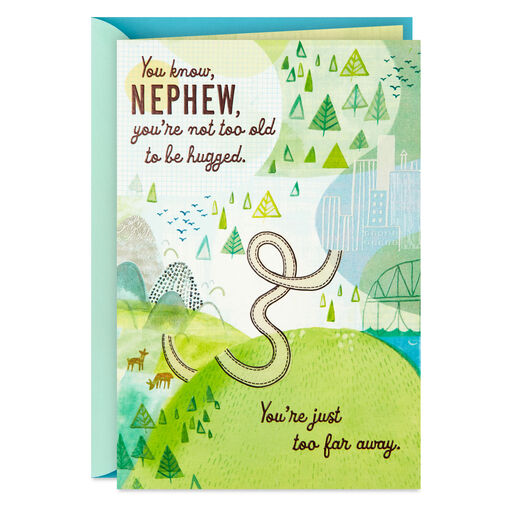 You know,
NEPHEW,
you're not too old
to be hugged.
You're just
too far away.